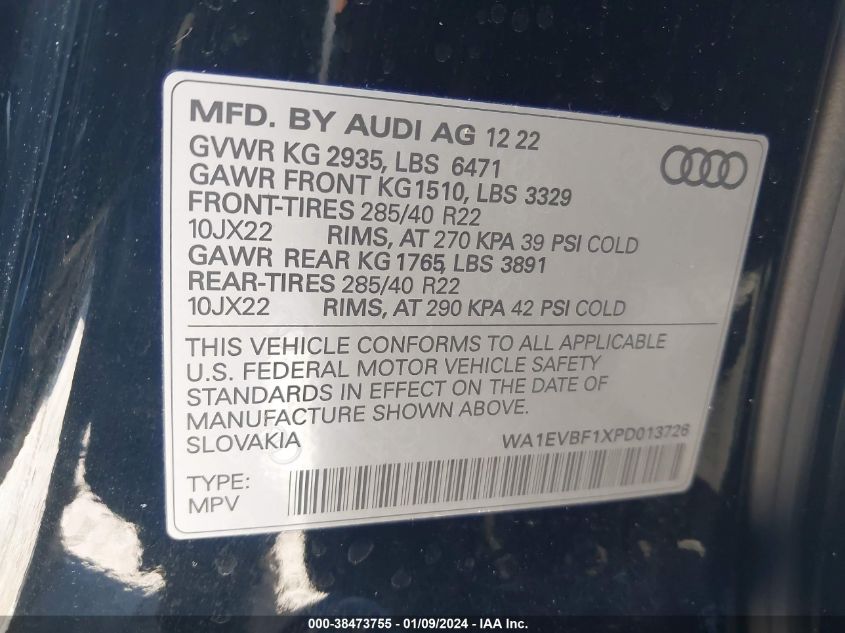 MFD. BY AUDI AG 12 22
GVWR KG 2935, LBS 6471
GAWR FRONT KG1510, LBS 3329
FRONT-TIRES 285/40 R22
10JX22 RIMS, AT 270 KPA 39 PSI COLD
GAWR REAR KG 1765, LBS 3891
REAR-TIRES 285/40 R22
10JX22 RIMS, AT 290 KPA 42 PSI COLD
THIS VEHICLE CONFORMS TO ALL APPLICABLE
U.S. FEDERAL MOTOR VEHICLE SAFETY
STANDARDS IN EFFECT ON THE DATE OF
MANUFACTURE SHOWN ABOVE.
SLOVAKIA WA1EVBF1XPD013726
TYPE:
MPV
000-38473755 - 01/09/2024 - IAA Inc.